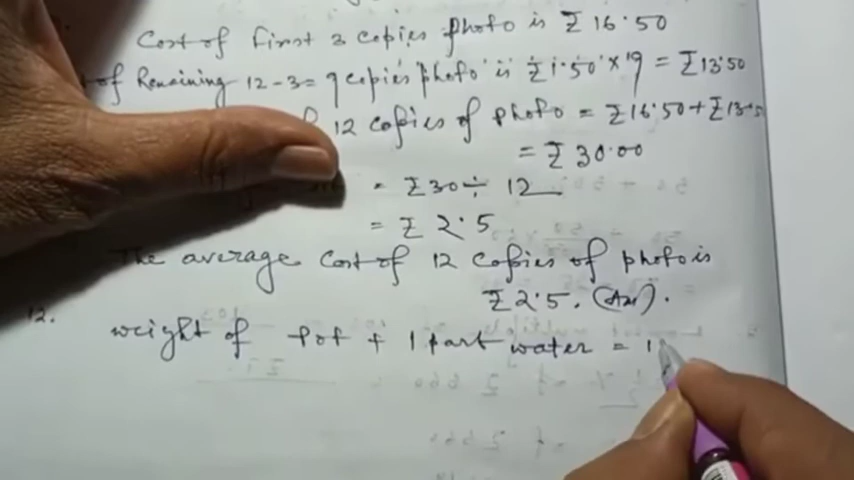 Cost of First 3 Copies photo is ₹ 16.50
of Remaining 12-3= 9 copies photo is ₹1.50 × 9 = ₹13.50
12 Copies of photo = ₹16.50+₹13.5
= ₹ 30.00
= ₹30÷ 12
= ₹ 2.5
The average Cost of 12 Copies of photo is
₹2.5. (Ans).
12. weight of Pot + 1 part water = 1